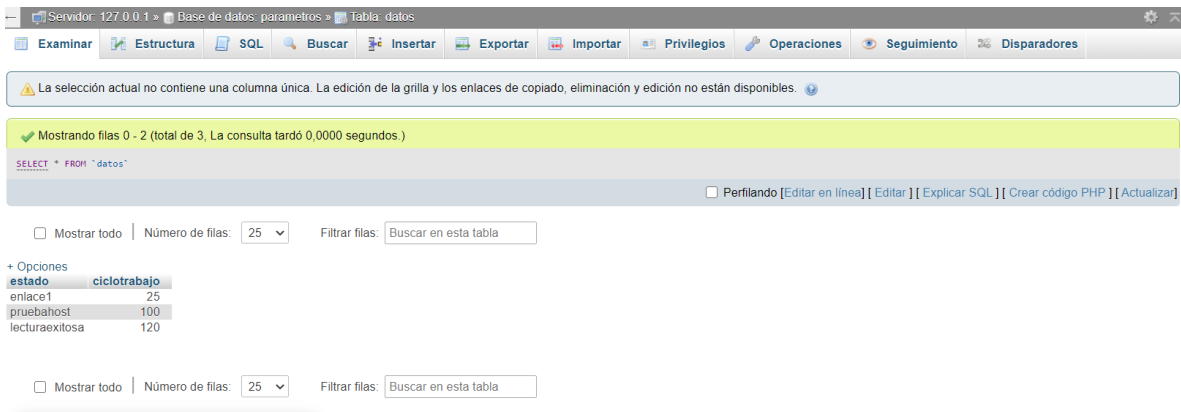 Servidor: 127.0.0.1 » Base de datos: parametros » Tabla: datos
Examinar Estructura SQL Buscar Insertar Exportar Importar Privilegios Operaciones Seguimiento Disparadores
La selección actual no contiene una columna única. La edición de la grilla y los enlaces de copiado, eliminación y edición no están disponibles.
Mostrando filas 0 - 2 (total de 3, La consulta tardó 0,0000 segundos.)
SELECT * FROM `datos`
Perfilando [Editar en línea] [ Editar ] [ Explicar SQL ] [ Crear código PHP ] [ Actualizar]
Mostrar todo | Número de filas: 25 Filtrar filas: Buscar en esta tabla
+ Opciones
estado ciclotrabajo
enlace1 25
pruebahost 100
lecturaexitosa 120
Mostrar todo | Número de filas: 25 Filtrar filas: Buscar en esta tabla